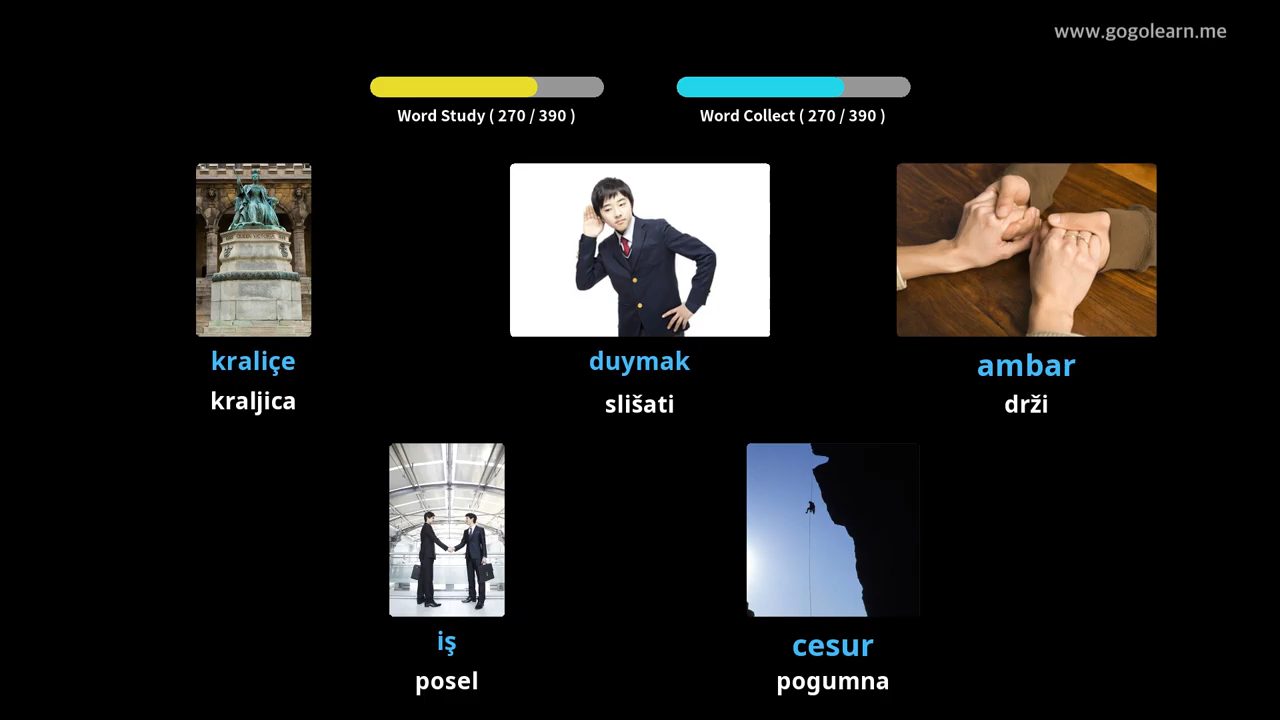 www.gogolearn.me
Word Study ( 270 / 390 )
Word Collect ( 270 / 390 )
kraliçe
kraljica
duymak
slišati
ambar
drži
iş
posel
cesur
pogumna